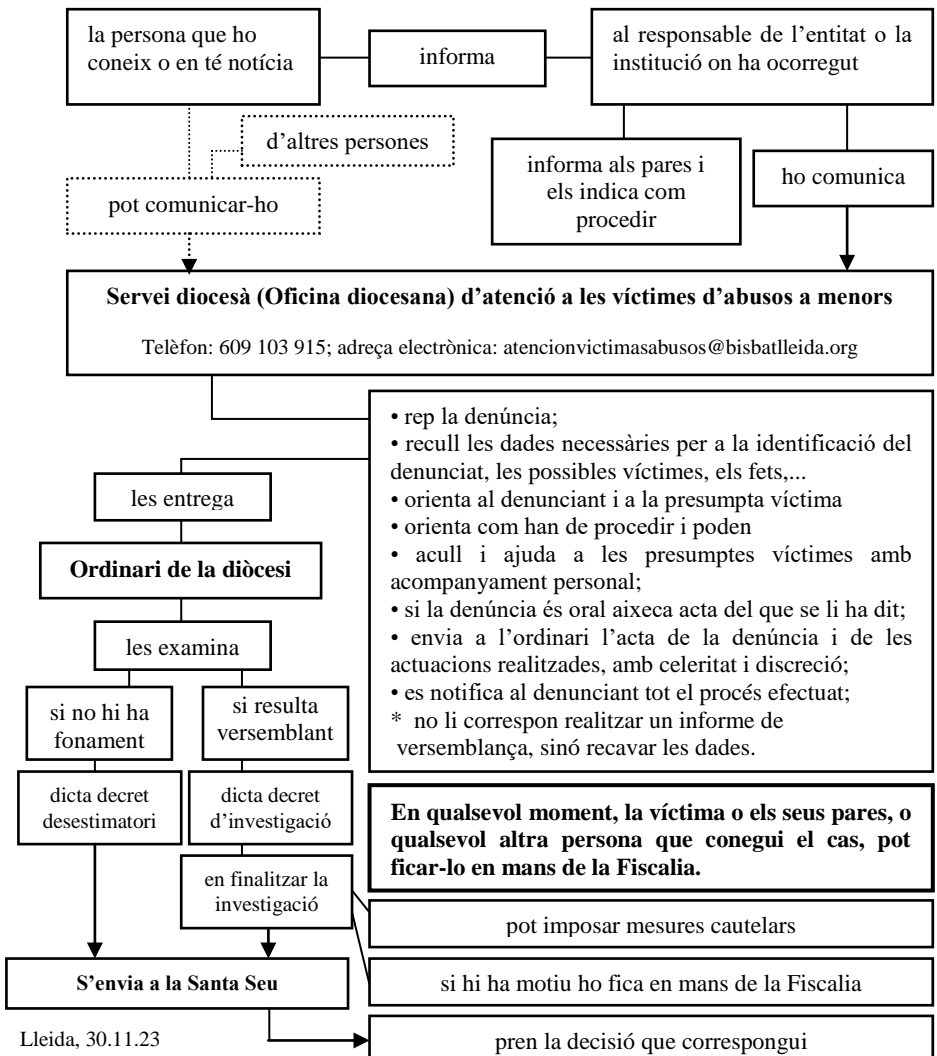 la persona que ho
coneix o en té notícia
informa
al responsable de l'entitat o la
institució on ha ocorregut
d'altres persones
pot comunicar-ho
informa als pares i
els indica com
procedir
ho comunica
Servei diocesà (Oficina diocesana) d'atenció a les víctimes d'abusos a menors
Telèfon: 609 103 915; adreça electrònica: atencionvictimasabusos@bisbatlleida.org
• rep la denúncia;
• recull les dades necessàries per a la identificació del
denunciat, les possibles víctimes, els fets,...
• orienta al denunciant i a la presumpta víctima
• orienta com han de procedir i poden
• acull i ajuda a les presumptes víctimes amb
acompanyament personal;
• si la denúncia és oral aixeca acta del que se li ha dit;
• envia a l'ordinari l'acta de la denúncia i de les
actuacions realitzades, amb celeritat i discreció;
• es notifica al denunciant tot el procés efectuat;
* no li correspon realitzar un informe de
versemblança, sinó recavar les dades.
les entrega
Ordinari de la diòcesi
les examina
si no hi ha
fonament
si resulta
versemblant
dicta decret
desestimatori
dicta decret
d'investigació
En qualsevol moment, la víctima o els seus pares, o
qualsevol altra persona que conegui el cas, pot
ficar-lo en mans de la Fiscalia.
en finalitzar la
investigació
pot imposar mesures cautelars
S'envia a la Santa Seu
si hi ha motiu ho fica en mans de la Fiscalia
Lleida, 30.11.23
pren la decisió que correspongui